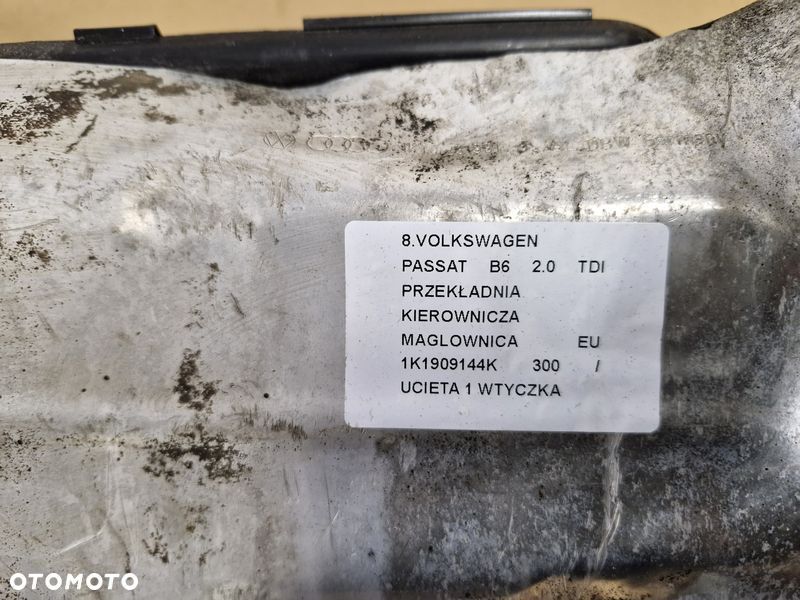 8.VOLKSWAGEN
PASSAT B6 2.0 TDI
PRZEKŁADNIA
KIEROWNICZA
MAGLOWNICA EU
1K1909144K 300 /
UCIETA 1 WTYCZKA
OTOMOTO